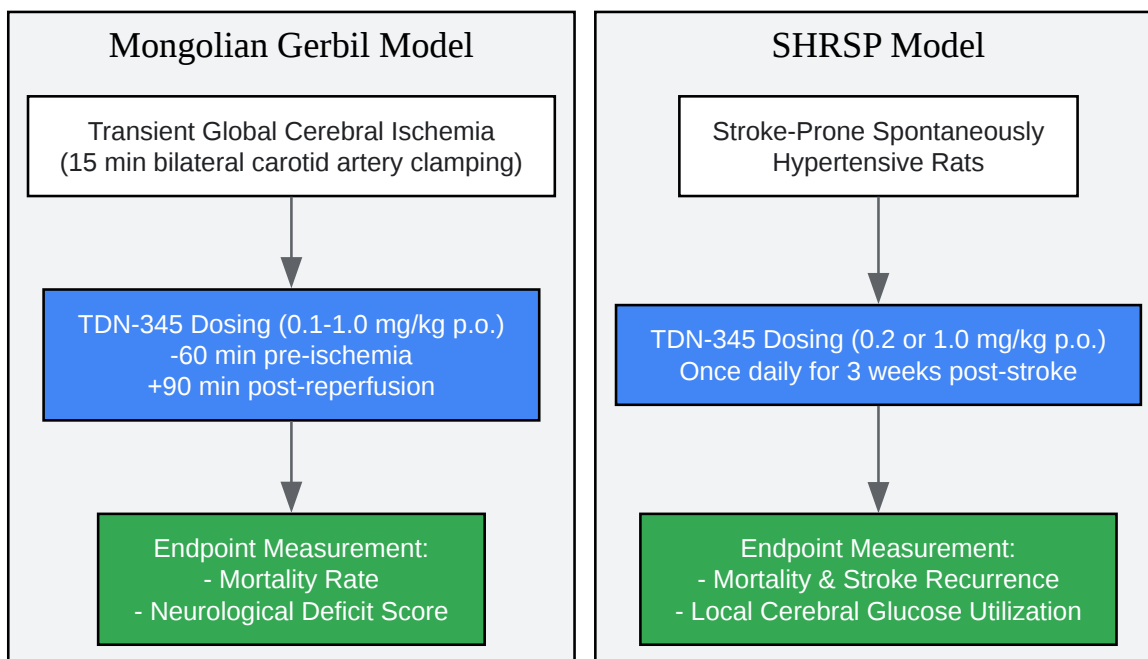 Mongolian Gerbil Model
Transient Global Cerebral Ischemia
(15 min bilateral carotid artery clamping)
TDN-345 Dosing (0.1-1.0 mg/kg p.o.)
-60 min pre-ischemia
+90 min post-reperfusion
Endpoint Measurement:
- Mortality Rate
- Neurological Deficit Score
SHRSP Model
Stroke-Prone Spontaneously
Hypertensive Rats
TDN-345 Dosing (0.2 or 1.0 mg/kg p.o.)
Once daily for 3 weeks post-stroke
Endpoint Measurement:
- Mortality & Stroke Recurrence
- Local Cerebral Glucose Utilization